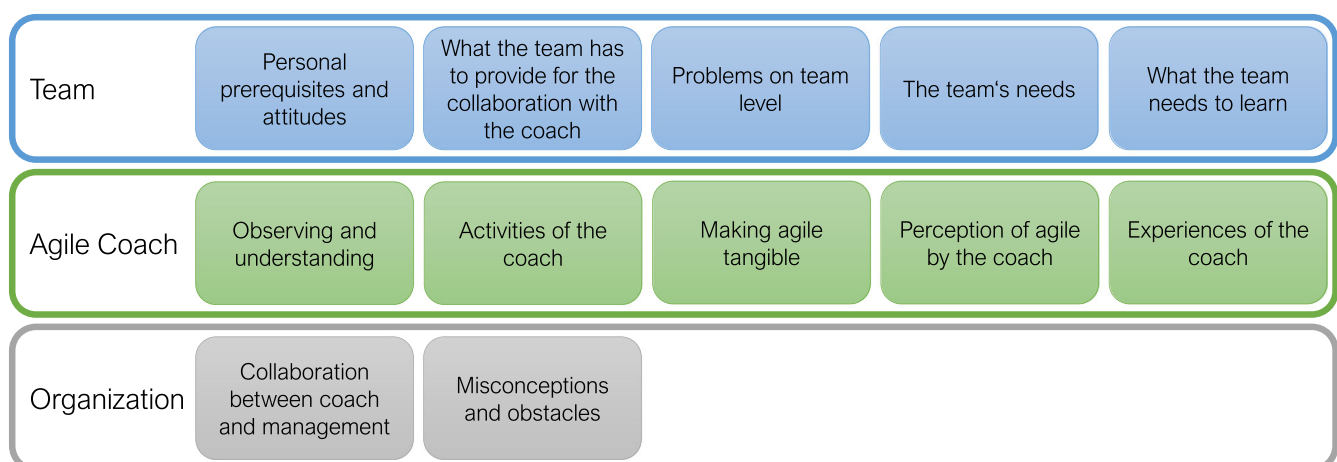 Team
Personal
prerequisites and
attitudes
What the team has
to provide for the
collaboration with
the coach
Problems on team
level
The team‘s needs
What the team
needs to learn
Agile Coach
Observing and
understanding
Activities of the
coach
Making agile
tangible
Perception of agile
by the coach
Experiences of the
coach
Organization
Collaboration
between coach
and management
Misconceptions
and obstacles